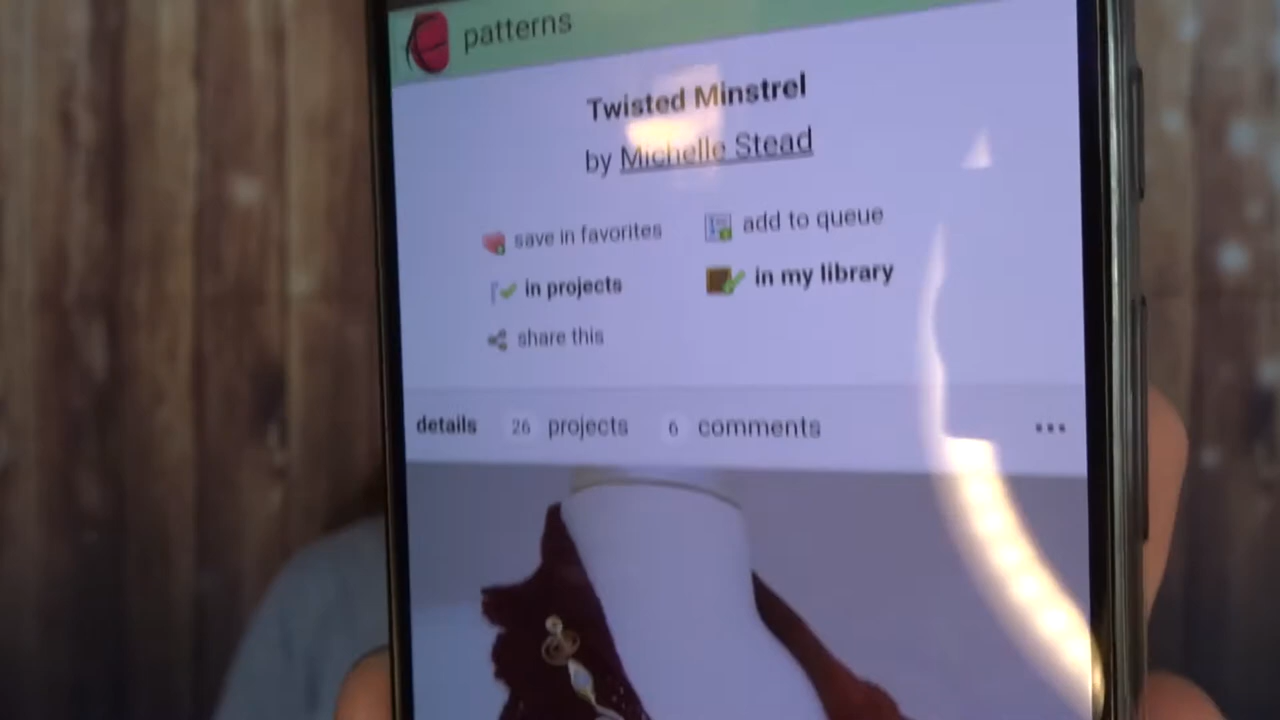 patterns
Twisted Minstrel
by Michelle Stead
save in favorites
add to queue
in projects
in my library
share this
details 26 projects 6 comments